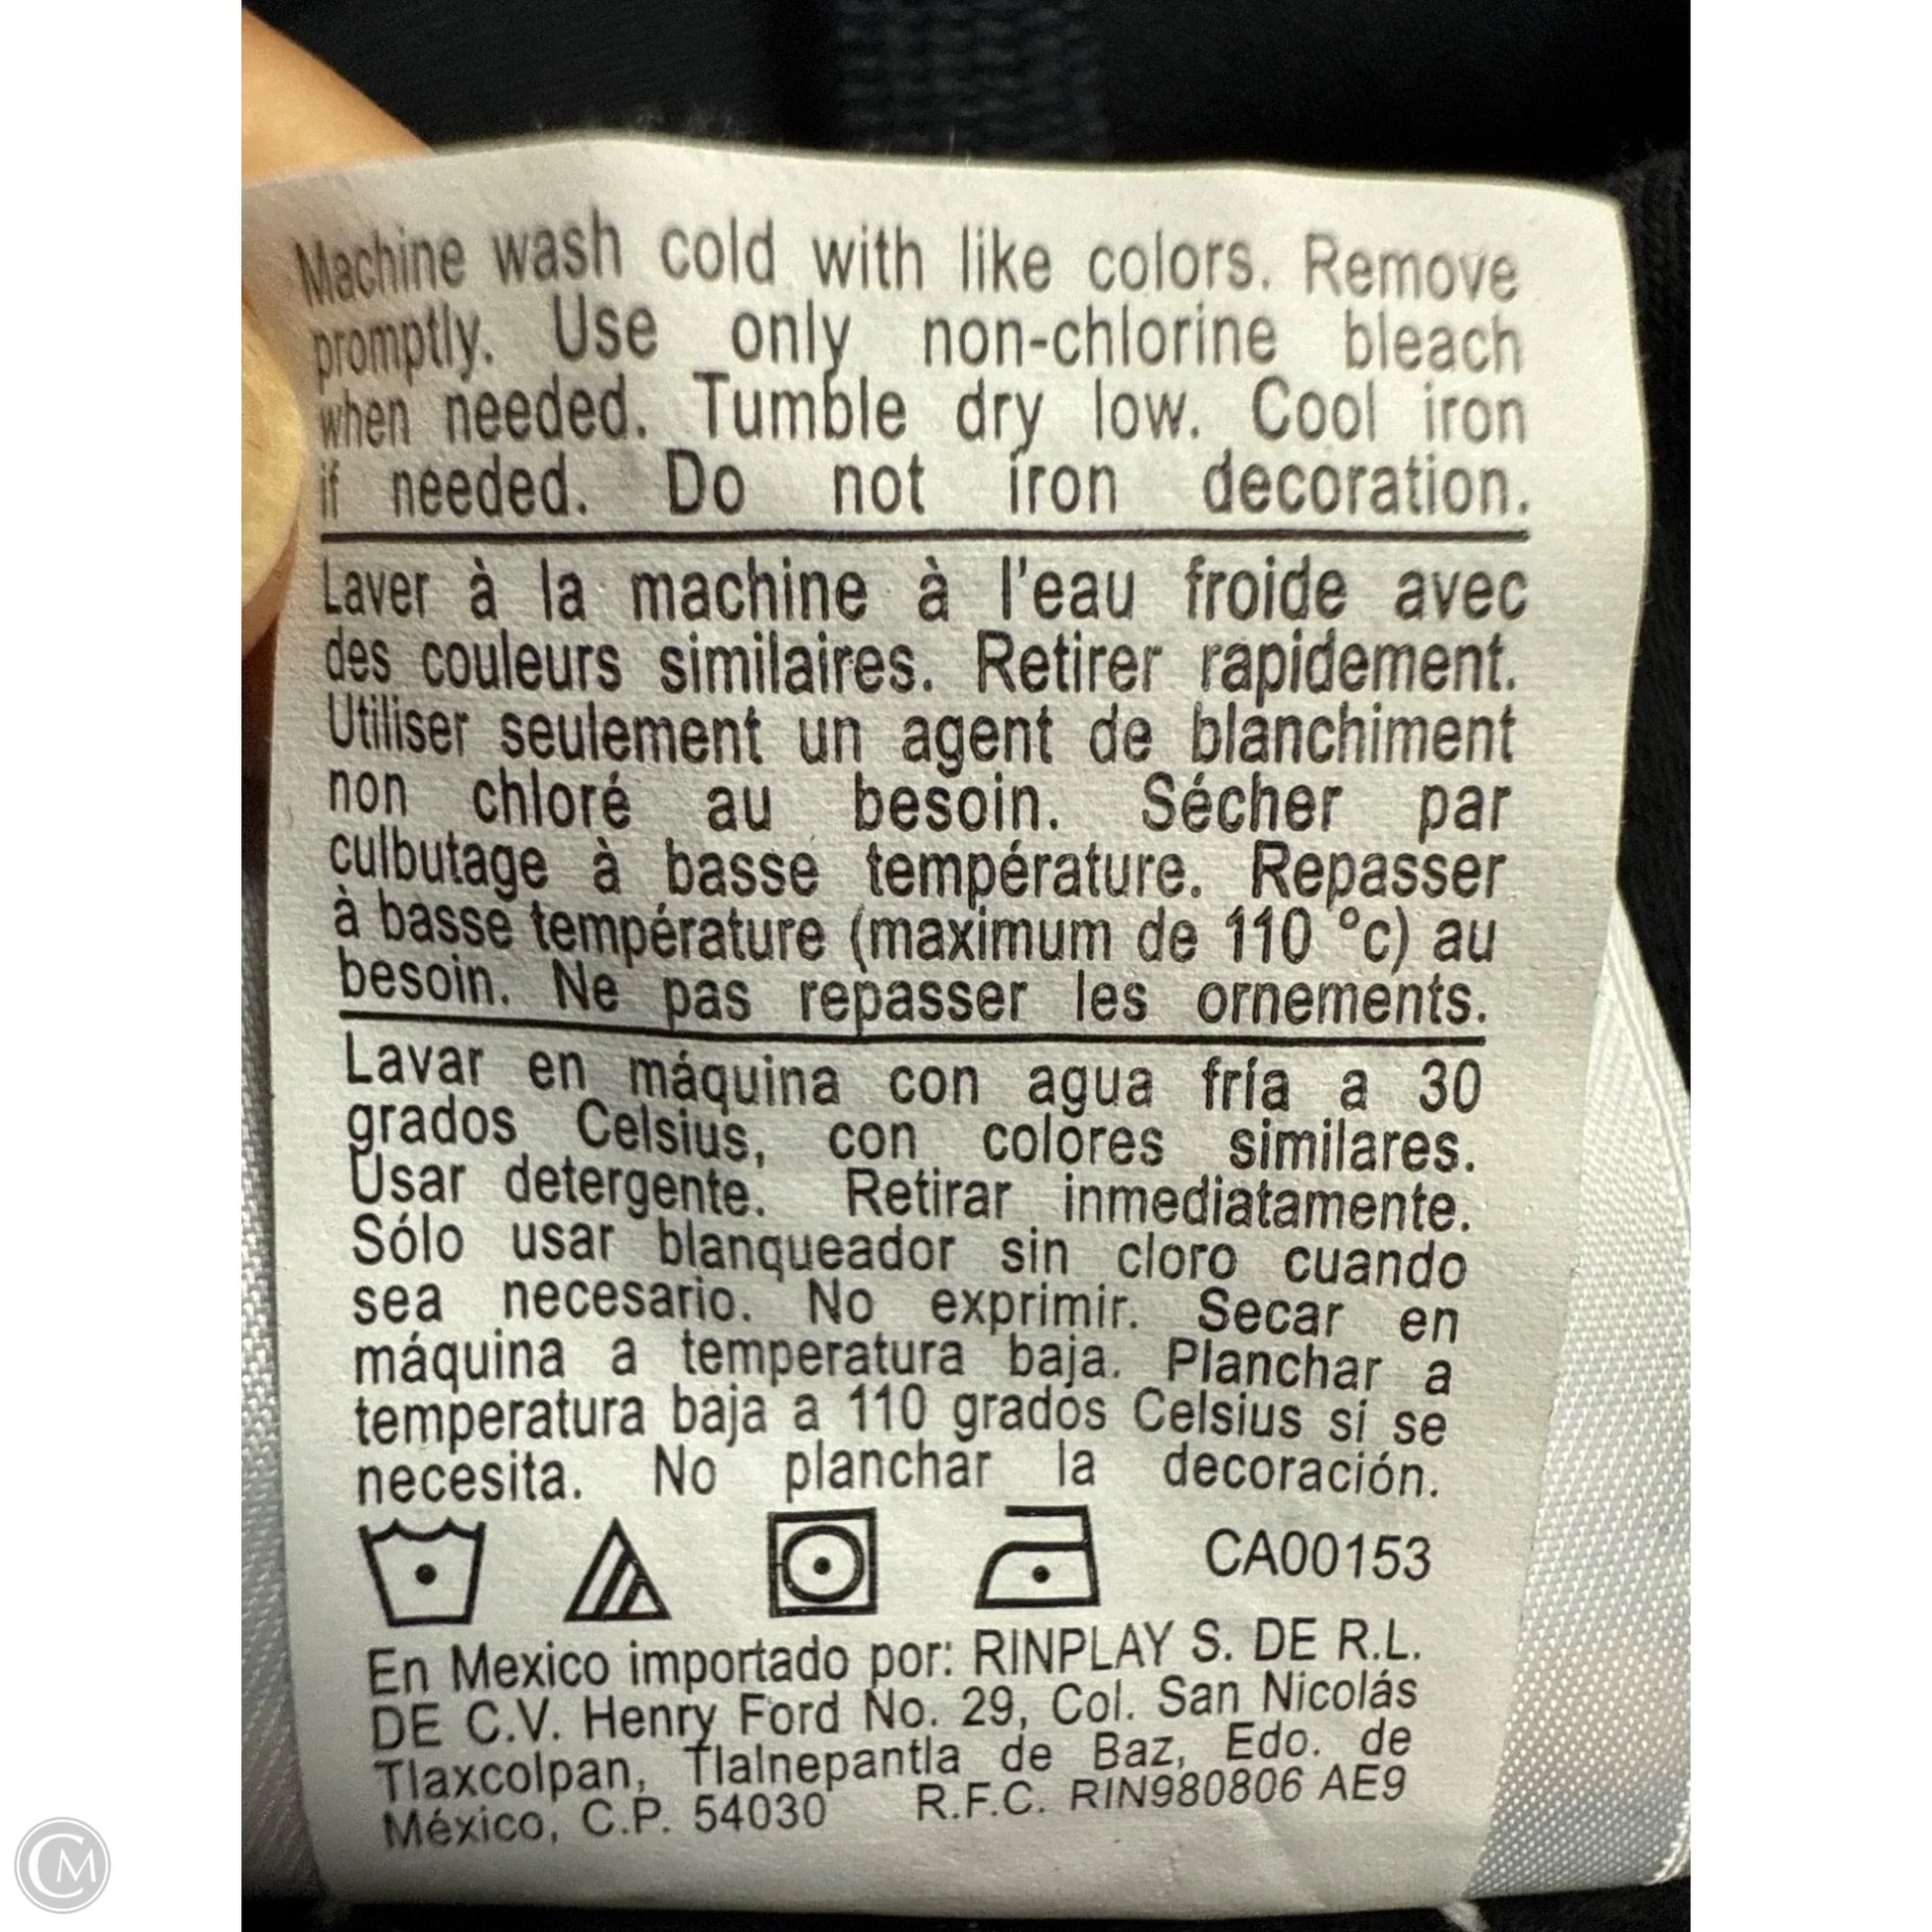 Machine wash cold with like colors. Remove
promptly. Use only non-chlorine bleach
when needed. Tumble dry low. Cool iron
if needed. Do not iron decoration.
Laver à la machine à l'eau froide avec
des couleurs similaires. Retirer rapidement.
Utiliser seulement un agent de blanchiment
non chloré au besoin. Sécher par
culbutage à basse température. Repasser
à basse température (maximum de 110 °c) au
besoin. Ne pas repasser les ornements.
Lavar en máquina con agua fría a 30
grados Celsius, con colores similares.
Usar detergente. Retirar inmediatamente.
Sólo usar blanqueador sin cloro cuando
sea necesario. No exprimir. Secar en
máquina a temperatura baja. Planchar a
temperatura baja a 110 grados Celsius si se
necesita. No planchar la decoración.
CA00153
En Mexico importado por: RINPLAY S. DE R.L.
DE C.V. Henry Ford No. 29, Col. San Nicolás
Tlaxcolpan, Tlalnepantla de Baz, Edo. de
México, C.P. 54030 R.F.C. RIN980806 AE9
CM